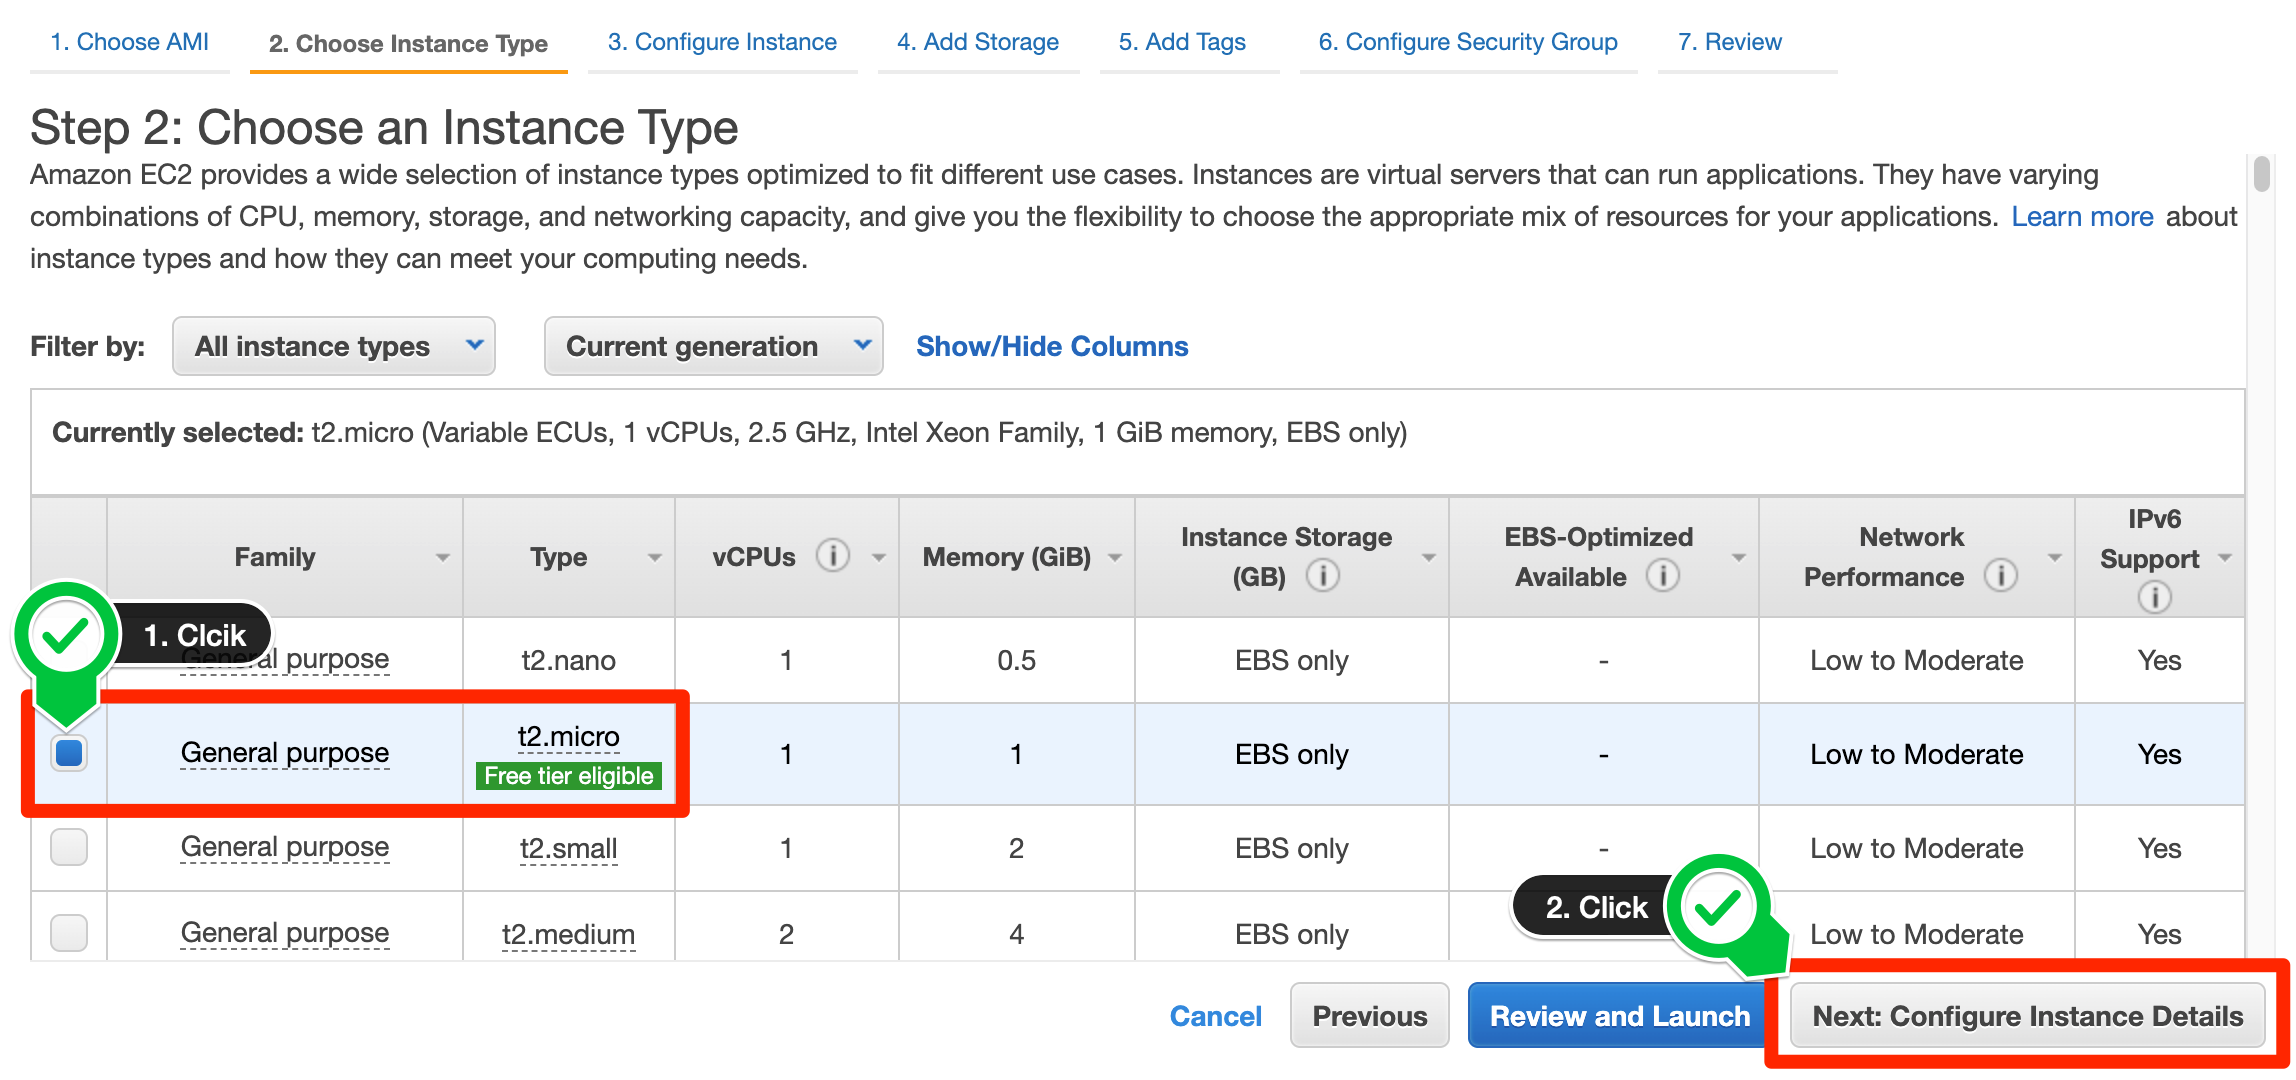 1. Choose AMI
2. Choose Instance Type
3. Configure Instance
4. Add Storage
5. Add Tags
6. Configure Security Group
7. Review
Step 2: Choose an Instance Type
Amazon EC2 provides a wide selection of instance types optimized to fit different use cases. Instances are virtual servers that can run applications. They have varying
combinations of CPU, memory, storage, and networking capacity, and give you the flexibility to choose the appropriate mix of resources for your applications. Learn more about
instance types and how they can meet your computing needs.
Filter by: All instance types Current generation Show/Hide Columns
Currently selected: t2.micro (Variable ECUs, 1 vCPUs, 2.5 GHz, Intel Xeon Family, 1 GiB memory, EBS only)
Family
Type
vCPUs
Memory (GiB)
Instance Storage
(GB)
EBS-Optimized
Available
Network
Performance
IPv6
Support
1. Clcik
General purpose t2.nano 1 0.5 EBS only - Low to Moderate Yes
General purpose t2.micro 1 1 EBS only - Low to Moderate Yes
Free tier eligible
General purpose t2.small 1 2 EBS only - Low to Moderate Yes
General purpose t2.medium 2 4 EBS only Low to Moderate Yes
2. Click
Cancel Previous Review and Launch Next: Configure Instance Details